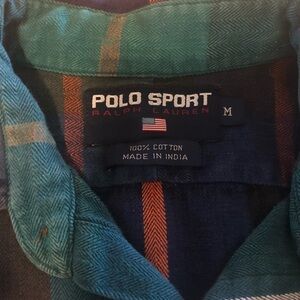 POLO SPORT
RALPH LAUREN
M
100% COTTON
MADE IN INDIA